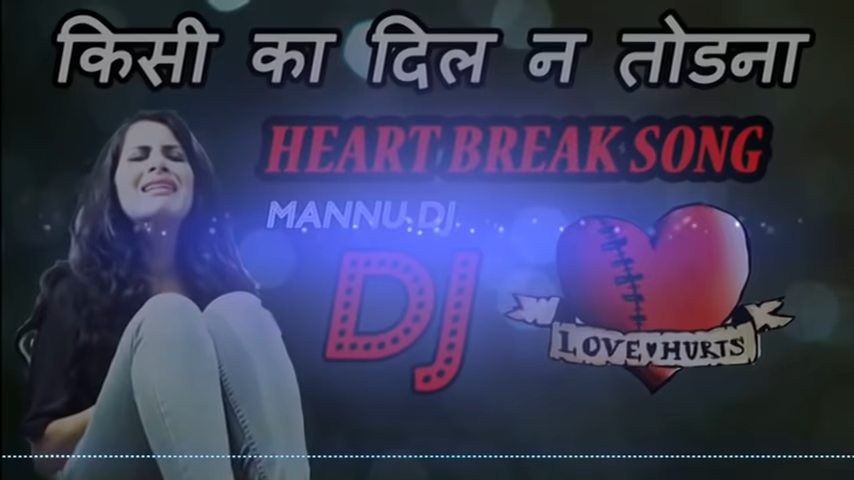 किसी का दिल न तोडना
HEART BREAK SONG
MANNU.DJ
DJ
LOVE♥HURTS